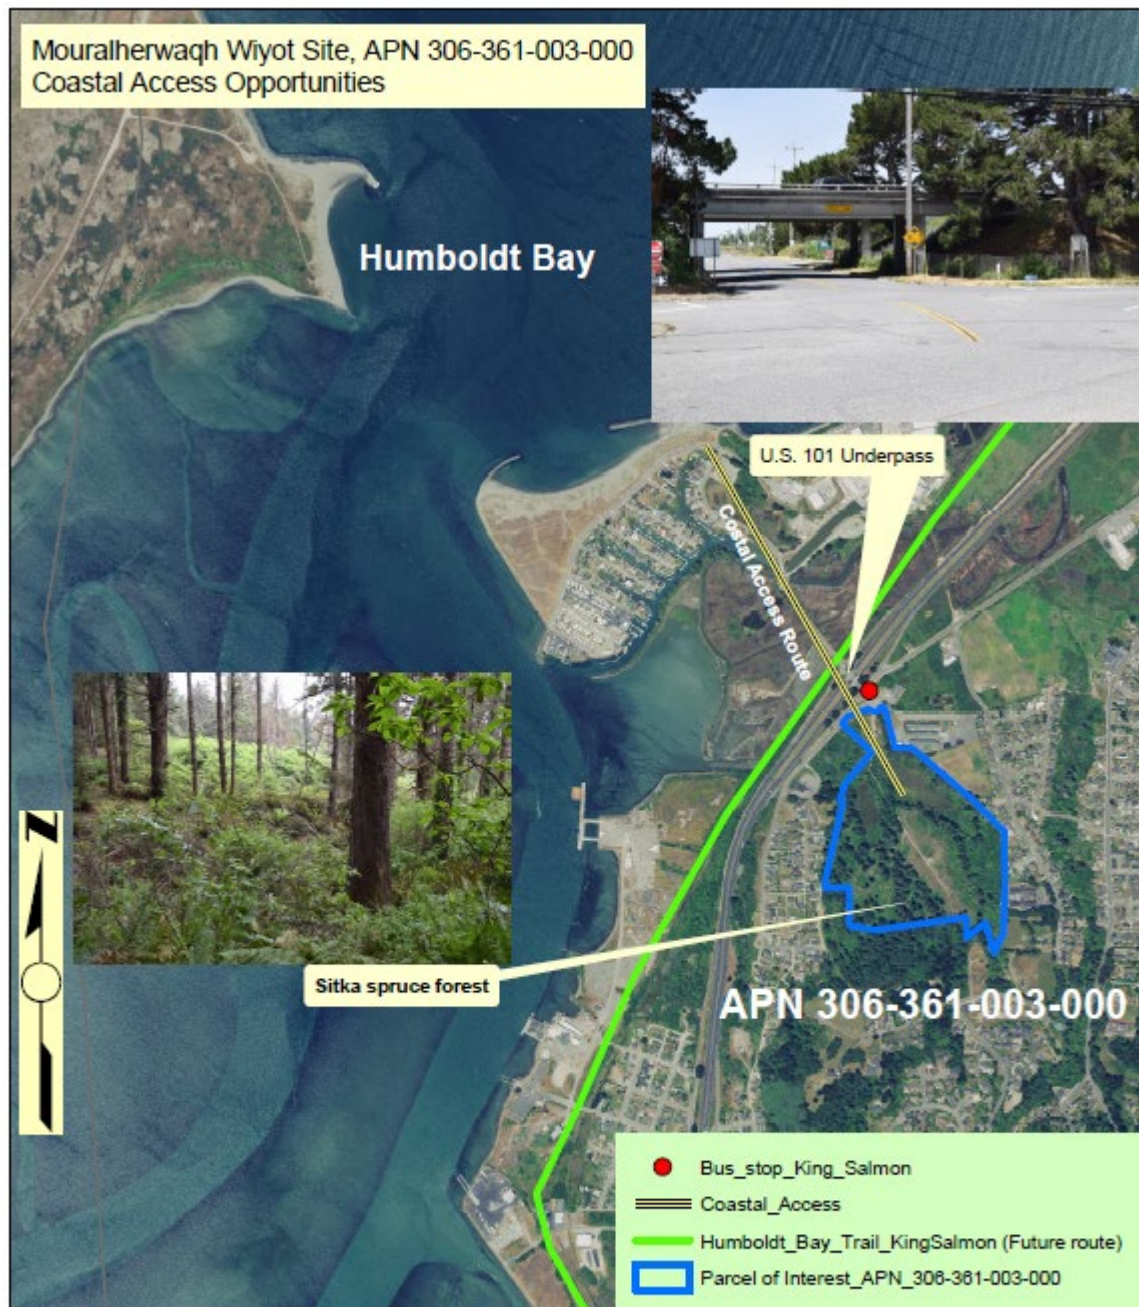 Mouralherwaqh Wiyot Site, APN 306-361-003-000
Coastal Access Opportunities
Humboldt Bay
U.S. 101 Underpass
Costal Access Route
Sitka spruce forest
APN 306-361-003-000
N
Bus_stop_King_Salmon
Coastal_Access
Humboldt_Bay_Trail_KingSalmon (Future route)
Parcel of Interest_APN_306-361-003-000